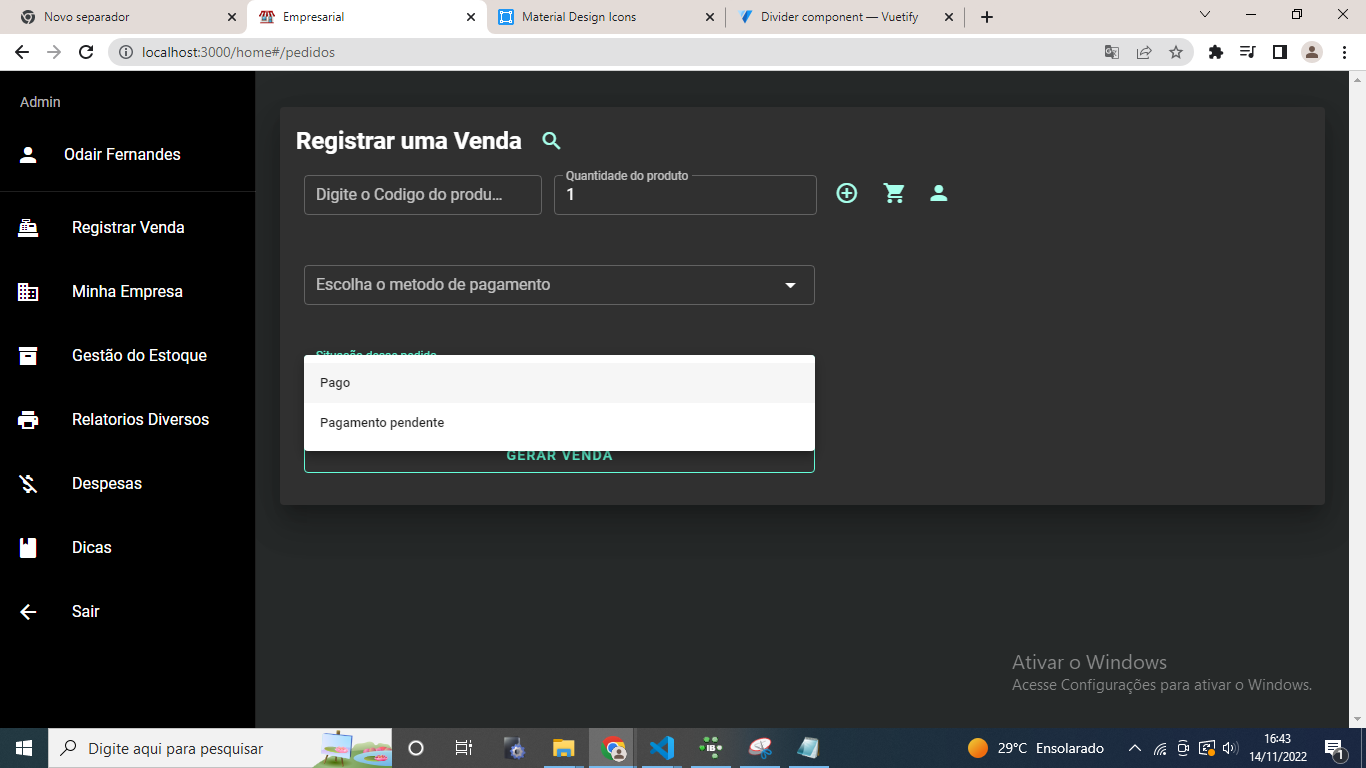 Novo separador
Empresarial
Material Design Icons
Divider component — Vuetify
localhost:3000/home#/pedidos
Admin
Odair Fernandes
Registrar Venda
Minha Empresa
Gestão do Estoque
Relatorios Diversos
Despesas
Dicas
Sair
Registrar uma Venda
Digite o Codigo do produ...
Quantidade do produto
1
Escolha o metodo de pagamento
Situação desse pedido
Pago
Pagamento pendente
GERAR VENDA
Ativar o Windows
Acesse Configurações para ativar o Windows.
Digite aqui para pesquisar
IB
29°C Ensolarado
16:43
14/11/2022
1